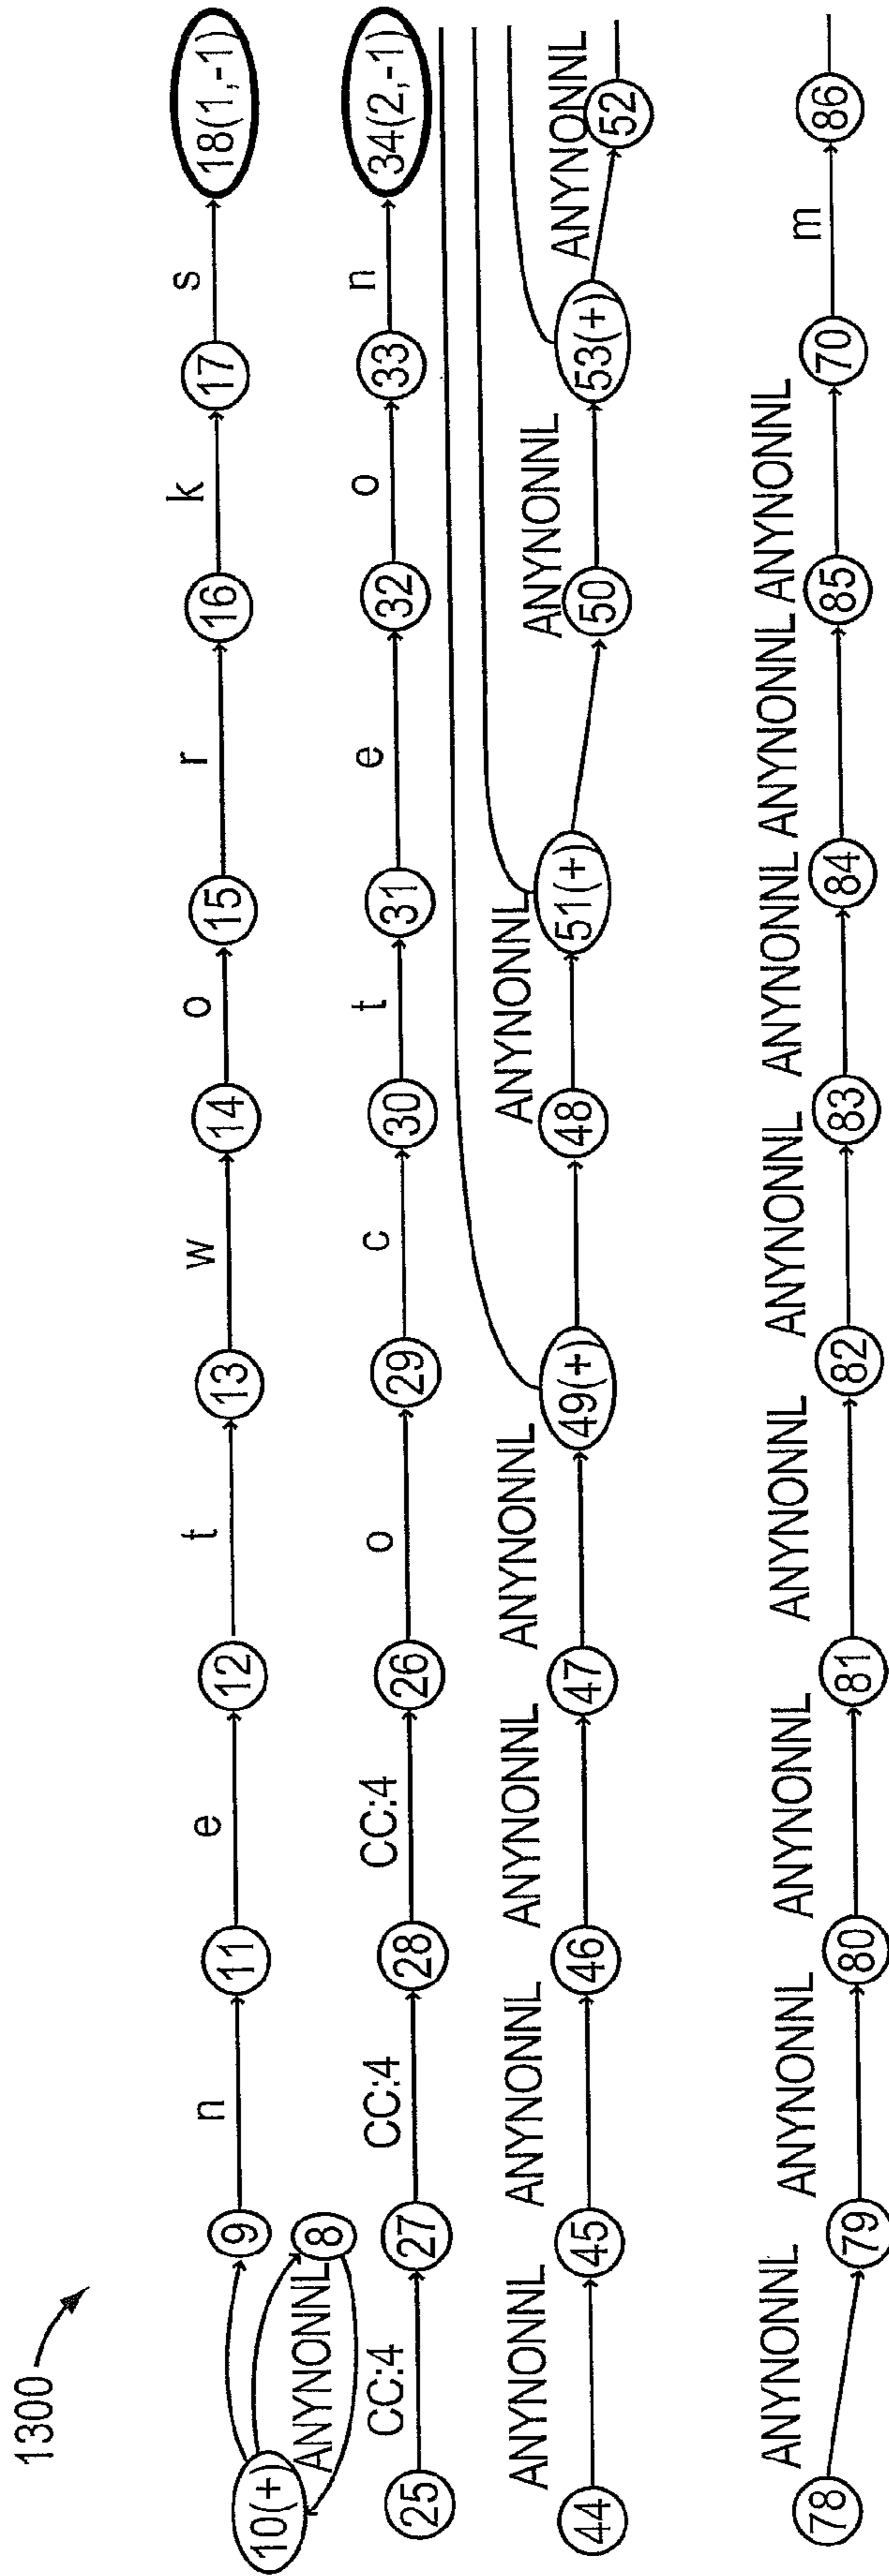 1300
n e t w o r k s
10(+) 9 11 12 13 14 15 16 17 18(1,-1)
ANYNONNL 8
CC:4 CC:4 CC:4 o c t e o n
25 27 28 26 29 30 31 32 33 34(2,-1)
ANYNONNL ANYNONNL ANYNONNL ANYNONNL ANYNONNL ANYNONNL ANYNONNL
44 45 46 47 49(+) 48 51(+) 50 53(+) 52
ANYNONNL ANYNONNL ANYNONNL ANYNONNL ANYNONNL ANYNONNL ANYNONNL ANYNONNL m
78 79 80 81 82 83 84 85 70 86